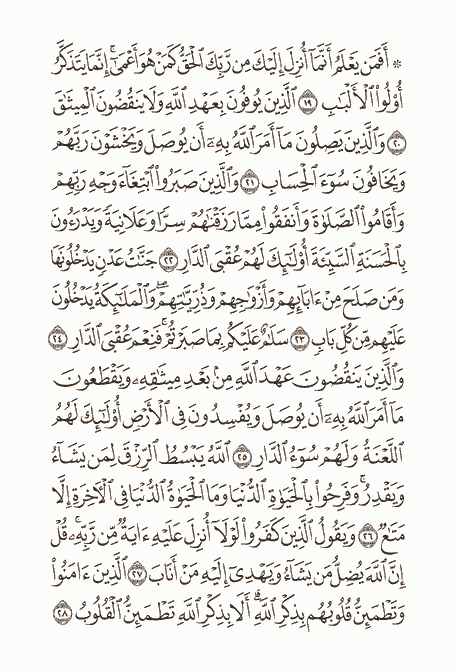 ۞ أَفَمَن يَعْلَمُ أَنَّمَآ أُنزِلَ إِلَيْكَ مِن رَّبِّكَ ٱلْحَقُّ كَمَنْ هُوَ أَعْمَىٰٓ ۚ إِنَّمَا يَتَذَكَّرُ
أُو۟لُوا۟ ٱلْأَلْبَٰبِ ١٩ ٱلَّذِينَ يُوفُونَ بِعَهْدِ ٱللَّهِ وَلَا يَنقُضُونَ ٱلْمِيثَٰقَ
٢٠ وَٱلَّذِينَ يَصِلُونَ مَآ أَمَرَ ٱللَّهُ بِهِۦٓ أَن يُوصَلَ وَيَخْشَوْنَ رَبَّهُمْ
وَيَخَافُونَ سُوٓءَ ٱلْحِسَابِ ٢١ وَٱلَّذِينَ صَبَرُوا۟ ٱبْتِغَآءَ وَجْهِ رَبِّهِمْ
وَأَقَامُوا۟ ٱلصَّلَوٰةَ وَأَنفَقُوا۟ مِمَّا رَزَقْنَٰهُمْ سِرًّا وَعَلَانِيَةً وَيَدْرَءُونَ
بِٱلْحَسَنَةِ ٱلسَّيِّئَةَ أُو۟لَٰٓئِكَ لَهُمْ عُقْبَى ٱلدَّارِ ٢٢ جَنَّٰتُ عَدْنٍ يَدْخُلُونَهَا
وَمَن صَلَحَ مِنْ ءَابَآئِهِمْ وَأَزْوَٰجِهِمْ وَذُرِّيَّٰتِهِمْ ۖ وَٱلْمَلَٰٓئِكَةُ يَدْخُلُونَ
عَلَيْهِم مِّن كُلِّ بَابٍ ٢٣ سَلَٰمٌ عَلَيْكُم بِمَا صَبَرْتُمْ ۚ فَنِعْمَ عُقْبَى ٱلدَّارِ ٢٤
وَٱلَّذِينَ يَنقُضُونَ عَهْدَ ٱللَّهِ مِنۢ بَعْدِ مِيثَٰقِهِۦ وَيَقْطَعُونَ
مَآ أَمَرَ ٱللَّهُ بِهِۦٓ أَن يُوصَلَ وَيُفْسِدُونَ فِى ٱلْأَرْضِ أُو۟لَٰٓئِكَ لَهُمُ
ٱللَّعْنَةُ وَلَهُمْ سُوٓءُ ٱلدَّارِ ٢٥ ٱللَّهُ يَبْسُطُ ٱلرِّزْقَ لِمَن يَشَآءُ
وَيَقْدِرُ ۚ وَفَرِحُوا۟ بِٱلْحَيَوٰةِ ٱلدُّنْيَا وَمَا ٱلْحَيَوٰةُ ٱلدُّنْيَا فِى ٱلْءَاخِرَةِ إِلَّا
مَتَٰعٌ ٢٦ وَيَقُولُ ٱلَّذِينَ كَفَرُوا۟ لَوْلَآ أُنزِلَ عَلَيْهِ ءَايَةٌ مِّن رَّبِّهِۦ ۗ قُلْ
إِنَّ ٱللَّهَ يُضِلُّ مَن يَشَآءُ وَيَهْدِىٓ إِلَيْهِ مَنْ أَنَابَ ٢٧ ٱلَّذِينَ ءَامَنُوا۟
وَتَطْمَئِنُّ قُلُوبُهُم بِذِكْرِ ٱللَّهِ ۗ أَلَا بِذِكْرِ ٱللَّهِ تَطْمَئِنُّ ٱلْقُلُوبُ ٢٨